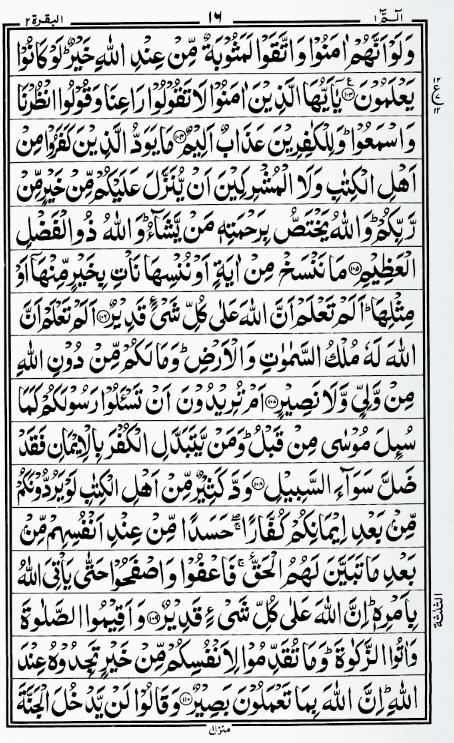 الٓمّٓ ١ ١٦ البقرة ٢
وَلَوْ اَنَّهُمْ اٰمَنُوْا وَاتَّقَوْا لَمَثُوْبَةٌ مِّنْ عِنْدِ اللّٰهِ خَيْرٌ ؕ لَوْ كَانُوْا
يَعْلَمُوْنَ ﴿۱۰۳﴾ ع يٰٓاَيُّهَا الَّذِيْنَ اٰمَنُوْا لَا تَقُوْلُوْا رَاعِنَا وَقُوْلُوا انْظُرْنَا
وَاسْمَعُوْا ؕ وَلِلْكٰفِرِيْنَ عَذَابٌ اَلِيْمٌ ﴿۱۰۴﴾ مَا يَوَدُّ الَّذِيْنَ كَفَرُوْا مِنْ
اَهْلِ الْكِتٰبِ وَلَا الْمُشْرِكِيْنَ اَنْ يُّنَزَّلَ عَلَيْكُمْ مِّنْ خَيْرٍ مِّنْ
رَّبِّكُمْ ؕ وَاللّٰهُ يَخْتَصُّ بِرَحْمَتِهٖ مَنْ يَّشَآءُ ؕ وَاللّٰهُ ذُو الْفَضْلِ
الْعَظِيْمِ ﴿۱۰۵﴾ مَا نَنْسَخْ مِنْ اٰيَةٍ اَوْ نُنْسِهَا نَاْتِ بِخَيْرٍ مِّنْهَآ اَوْ
مِثْلِهَا ؕ اَلَمْ تَعْلَمْ اَنَّ اللّٰهَ عَلٰى كُلِّ شَىْءٍ قَدِيْرٌ ﴿۱۰۶﴾ اَلَمْ تَعْلَمْ اَنَّ
اللّٰهَ لَهٗ مُلْكُ السَّمٰوٰتِ وَالْاَرْضِ ؕ وَمَا لَكُمْ مِّنْ دُوْنِ اللّٰهِ
مِنْ وَّلِىٍّ وَّلَا نَصِيْرٍ ﴿۱۰۷﴾ اَمْ تُرِيْدُوْنَ اَنْ تَسْـَٔلُوْا رَسُوْلَكُمْ كَمَا
سُىِٕلَ مُوْسٰى مِنْ قَبْلُ ؕ وَمَنْ يَّتَبَدَّلِ الْكُفْرَ بِالْاِيْمَانِ فَقَدْ
ضَلَّ سَوَآءَ السَّبِيْلِ ﴿۱۰۸﴾ وَدَّ كَثِيْرٌ مِّنْ اَهْلِ الْكِتٰبِ لَوْ يَرُدُّوْنَكُمْ
مِّنْۢ بَعْدِ اِيْمَانِكُمْ كُفَّارًا ۚ حَسَدًا مِّنْ عِنْدِ اَنْفُسِهِمْ مِّنْۢ
بَعْدِ مَا تَبَيَّنَ لَهُمُ الْحَقُّ ۚ فَاعْفُوْا وَاصْفَحُوْا حَتّٰى يَاْتِىَ اللّٰهُ
بِاَمْرِهٖ ؕ اِنَّ اللّٰهَ عَلٰى كُلِّ شَىْءٍ قَدِيْرٌ ﴿۱۰۹﴾ وَاَقِيْمُوا الصَّلٰوةَ
وَاٰتُوا الزَّكٰوةَ ؕ وَمَا تُقَدِّمُوْا لِاَنْفُسِكُمْ مِّنْ خَيْرٍ تَجِدُوْهُ عِنْدَ
اللّٰهِ ؕ اِنَّ اللّٰهَ بِمَا تَعْمَلُوْنَ بَصِيْرٌ ﴿۱۱۰﴾ وَقَالُوْا لَنْ يَّدْخُلَ الْجَنَّةَ
منزل ١
ع
الثلثة